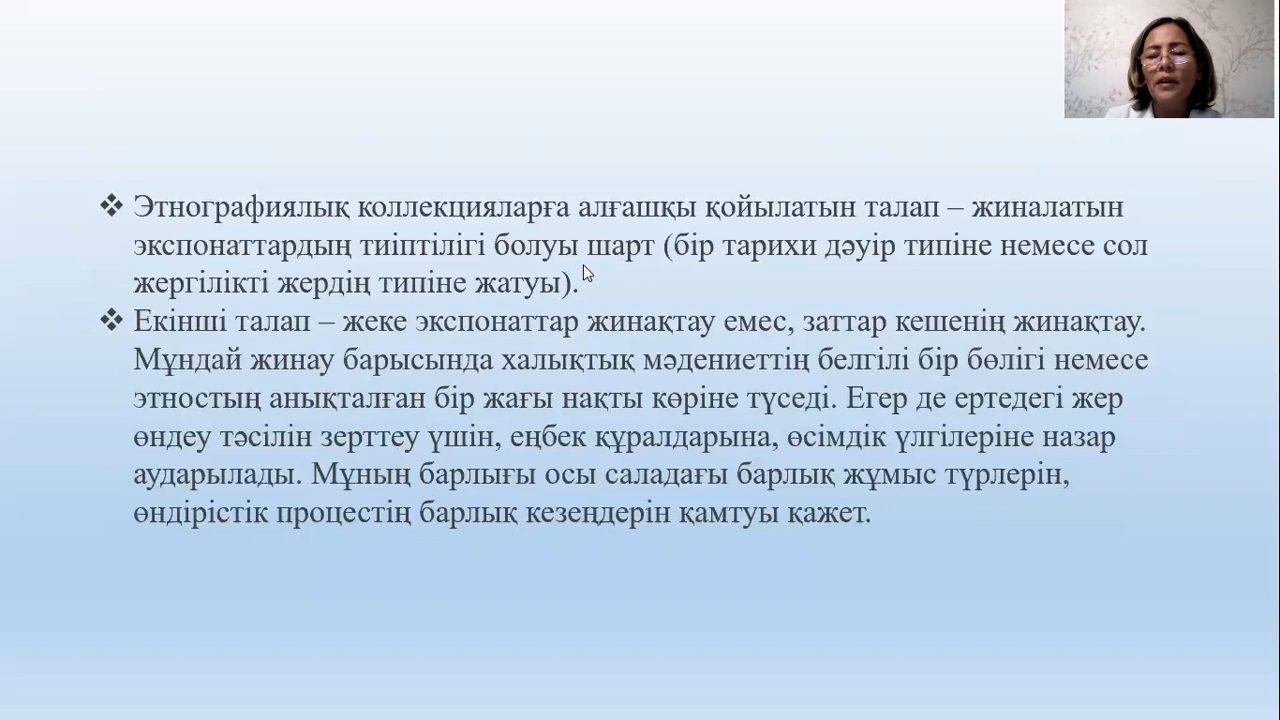 ❖ Этнографиялық коллекцияларға алғашқы қойылатын талап – жиналатын
экспонаттардың тиіптілігі болуы шарт (бір тарихи дәуір типіне немесе сол
жергілікті жердің типіне жатуы).
❖ Екінші талап – жеке экспонаттар жинақтау емес, заттар кешенің жинақтау.
Мұндай жинау барысында халықтық мәдениеттің белгілі бір бөлігі немесе
этностың анықталған бір жағы нақты көріне түседі. Егер де ертедегі жер
өндеу тәсілін зерттеу үшін, еңбек құралдарына, өсімдік үлгілеріне назар
аударылады. Мұның барлығы осы саладағы барлық жұмыс түрлерін,
өндірістік процестің барлық кезеңдерін қамтуы қажет.